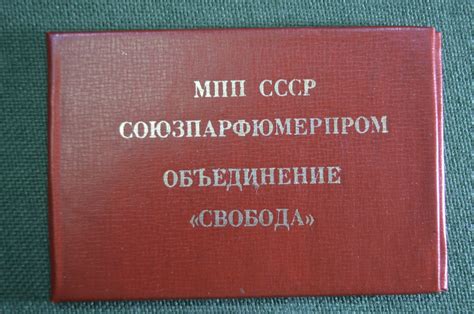 МПП СССР
СОЮЗПАРФЮМЕРПРОМ
ОБЪЕДИНЕНИЕ
«СВОБОДА»